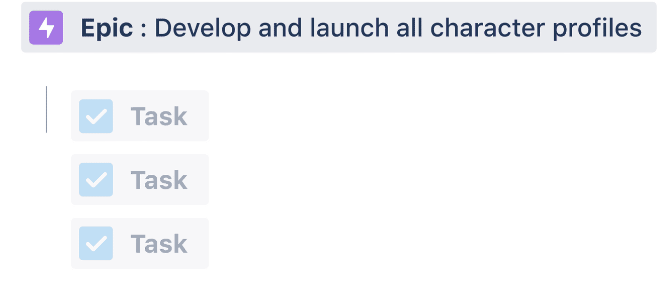 Epic : Develop and launch all character profiles
Task
Task
Task